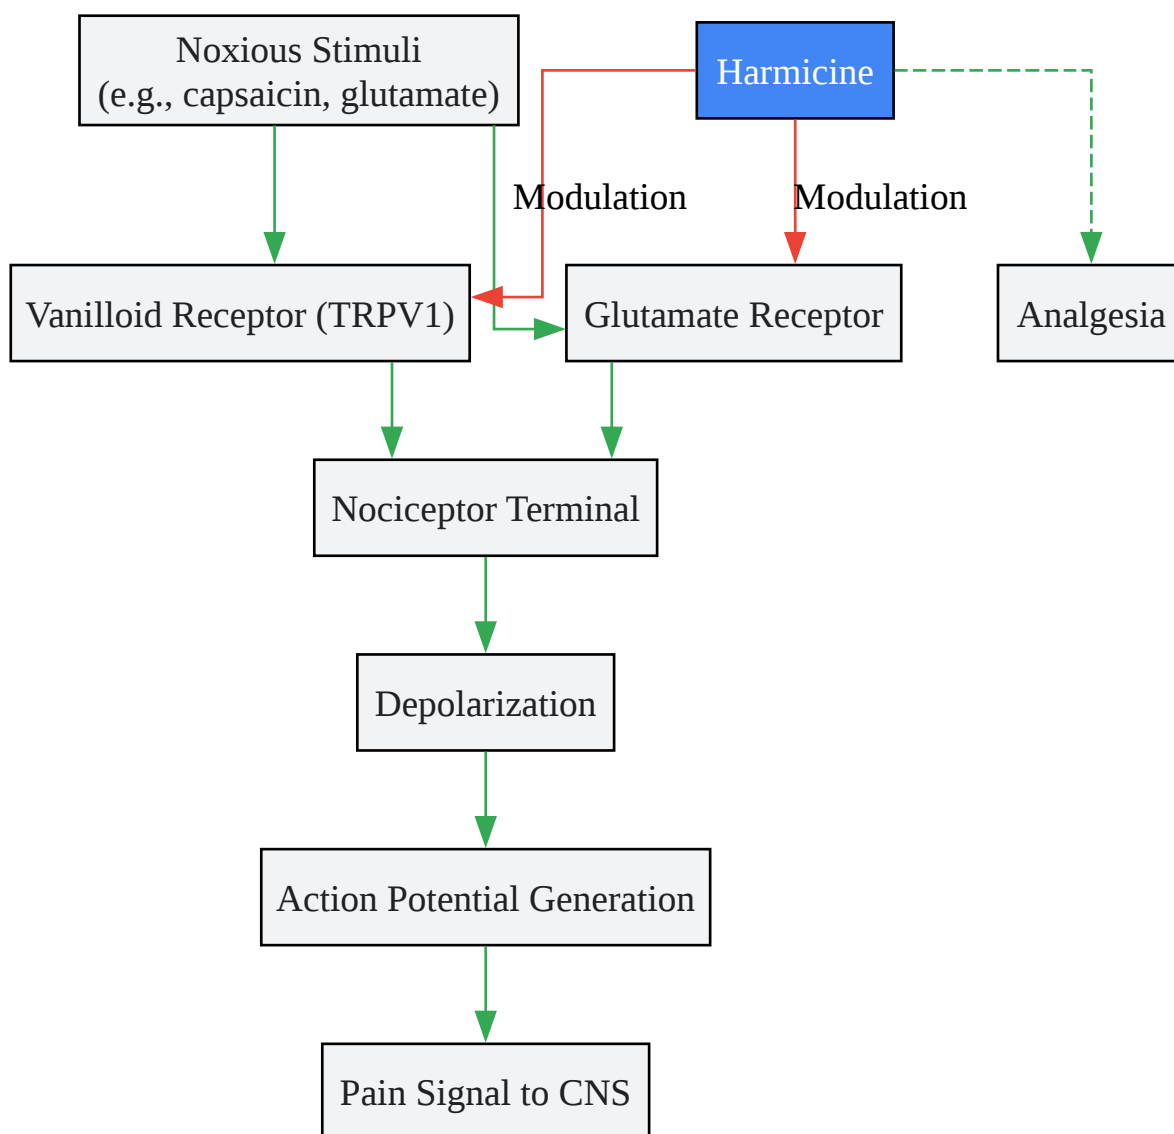 Noxious Stimuli
(e.g., capsaicin, glutamate)
Harmicine
Modulation
Modulation
Vanilloid Receptor (TRPV1)
Glutamate Receptor
Analgesia
Nociceptor Terminal
Depolarization
Action Potential Generation
Pain Signal to CNS